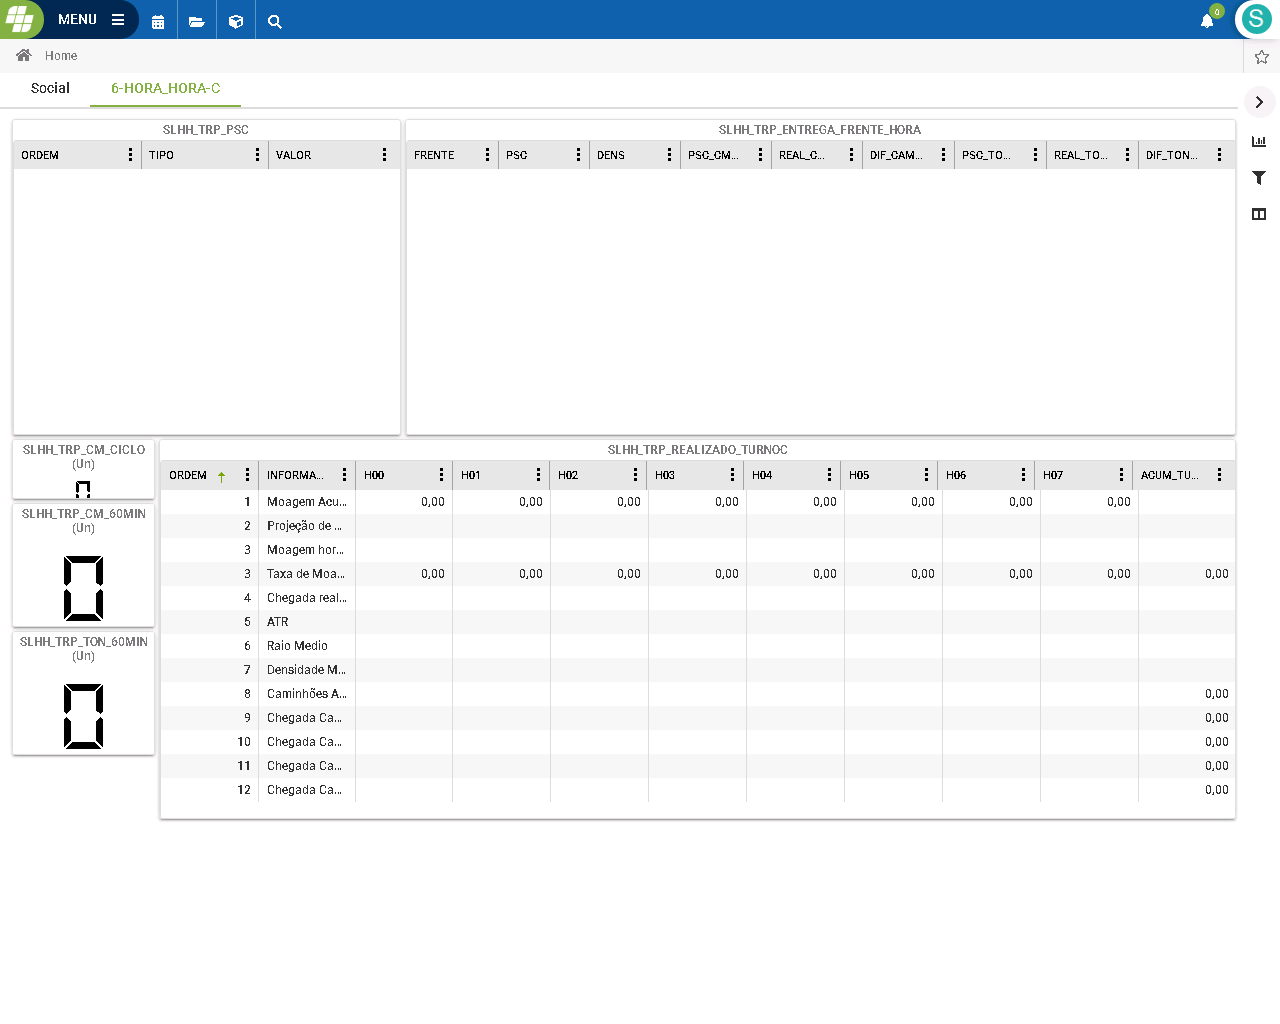 MENU
0
S
Home
Social 6-HORA_HORA-C
SLHH_TRP_PSC
ORDEM TIPO VALOR
SLHH_TRP_ENTREGA_FRENTE_HORA
FRENTE PSC DENS PSC_CM... REAL_C... DIF_CAM... PSC_TO... REAL_TO... DIF_TON...
SLHH_TRP_CM_CICLO
(Un)
0
SLHH_TRP_CM_60MIN
(Un)
0
SLHH_TRP_TON_60MIN
(Un)
0
SLHH_TRP_REALIZADO_TURNOC
ORDEM INFORMA... H00 H01 H02 H03 H04 H05 H06 H07 ACUM_TU...
1 Moagem Acu... 0,00 0,00 0,00 0,00 0,00 0,00 0,00 0,00
2 Projeção de ...
3 Moagem hor...
3 Taxa de Moa... 0,00 0,00 0,00 0,00 0,00 0,00 0,00 0,00 0,00
4 Chegada real...
5 ATR
6 Raio Medio
7 Densidade M...
8 Caminhões A... 0,00
9 Chegada Ca... 0,00
10 Chegada Ca... 0,00
11 Chegada Ca... 0,00
12 Chegada Ca... 0,00